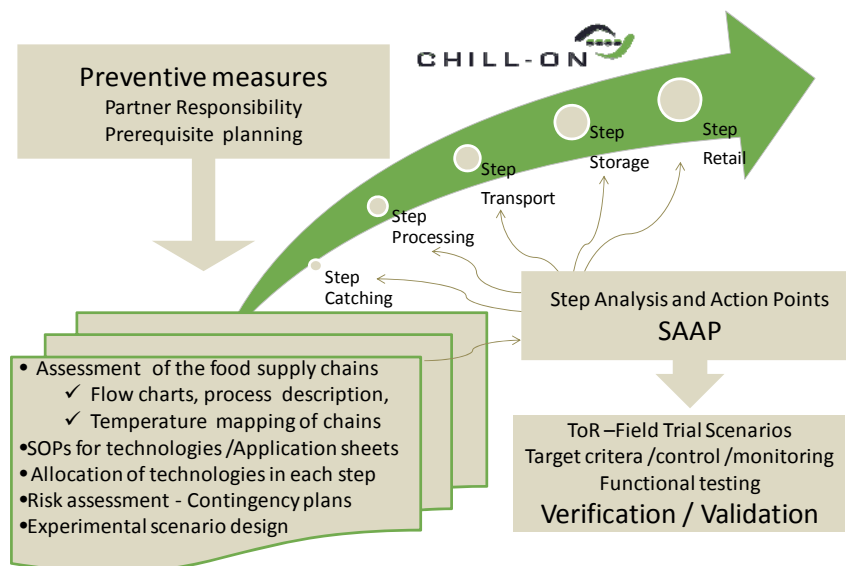 CHILL-ON
Preventive measures
Partner Responsibility
Prerequisite planning
Step
Catching
Step
Processing
Step
Transport
Step
Storage
Step
Retail
Step Analysis and Action Points
SAAP
• Assessment of the food supply chains
✓ Flow charts, process description,
✓ Temperature mapping of chains
•SOPs for technologies /Application sheets
•Allocation of technologies in each step
•Risk assessment - Contingency plans
•Experimental scenario design
ToR –Field Trial Scenarios
Target critera /control /monitoring
Functional testing
Verification / Validation